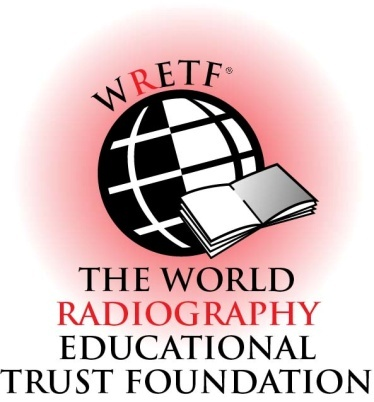 WRETF®
THE WORLD
RADIOGRAPHY
EDUCATIONAL
TRUST FOUNDATION